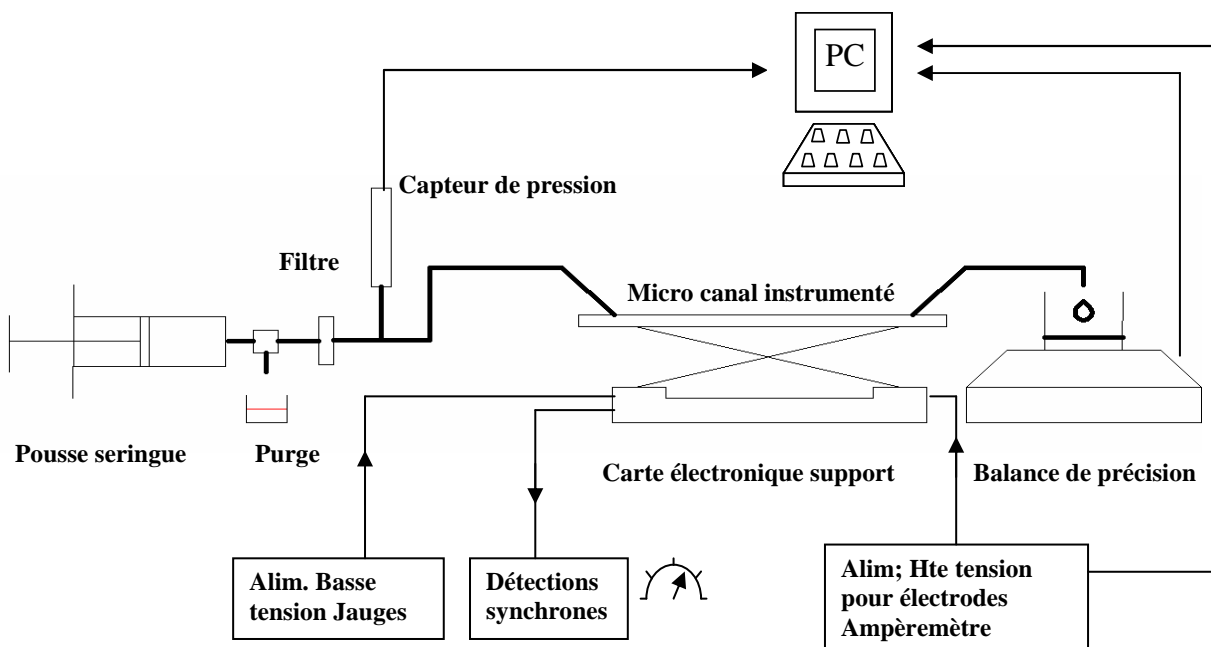 PC
Capteur de pression
Filtre
Micro canal instrumenté
Pousse seringue
Purge
Carte électronique support
Balance de précision
Alim. Basse
tension Jauges
Détections
synchrones
Alim; Hte tension
pour électrodes
Ampèremètre